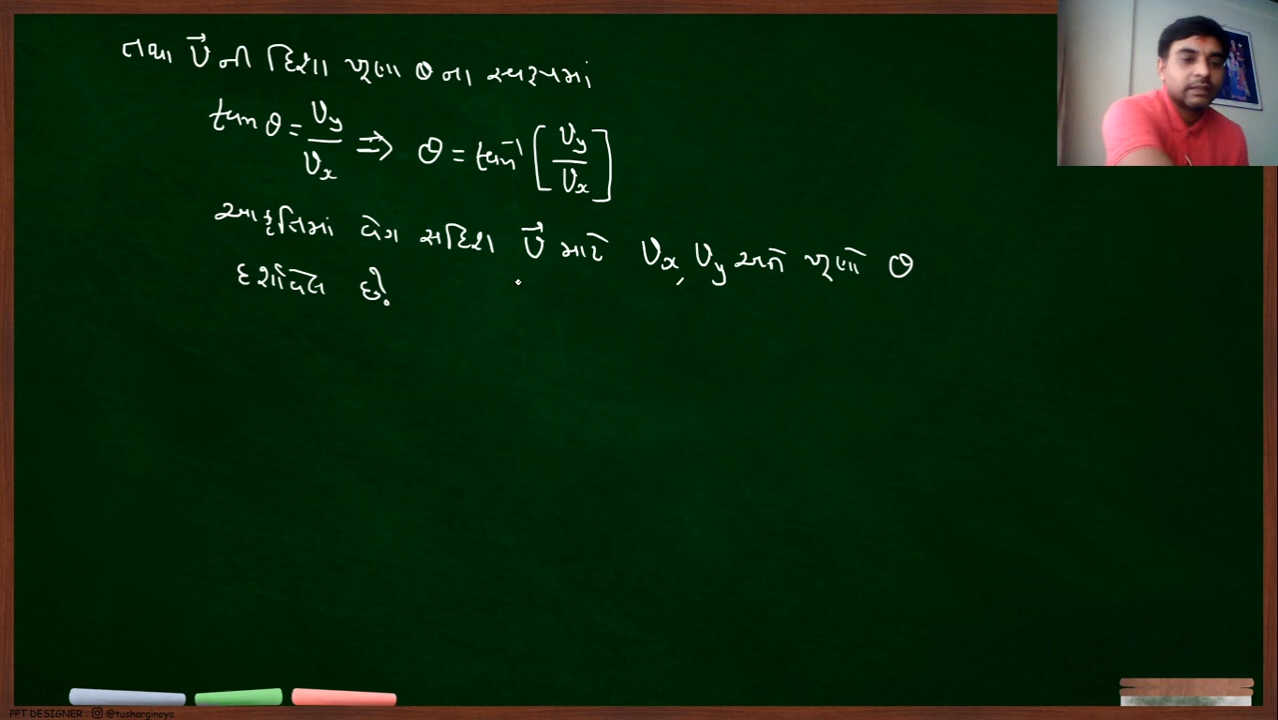 તથા v⃗ ની દિશા ખૂણા θ ના સ્વરૂપમાં
tan θ = vy/vx ⇒ θ = tan⁻¹ [vy/vx]
આકૃતિમાં વેગ સદિશ v⃗ માટે vx, vy અને ખૂણો θ
દર્શાવેલ છે.
PPT DESIGNER : @tusharginoya